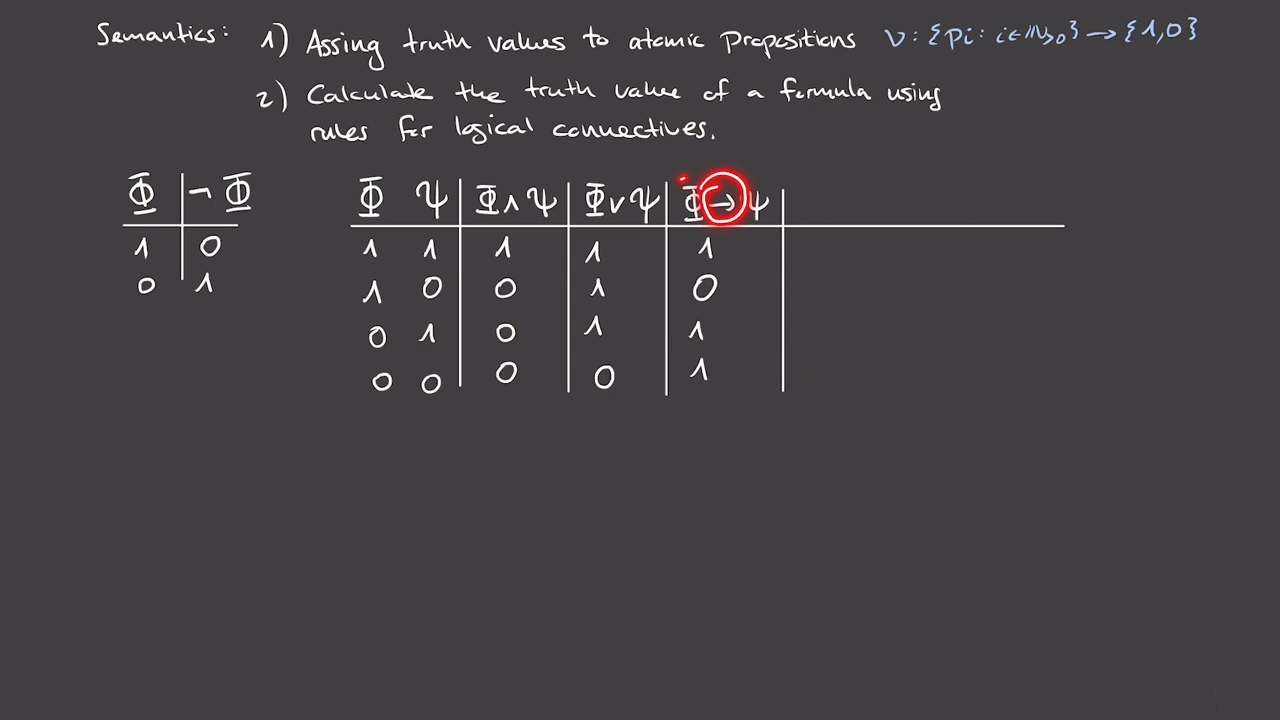 Semantics: 1) Assing truth values to atomic propositions ν: {pi: i∈ℕ>0} → {1,0}
2) Calculate the truth value of a formula using
rules for logical connectives.
Φ ¬Φ
1 0
0 1
Φ Ψ Φ∧Ψ Φ∨Ψ Φ→Ψ
1 1 1 1 1
1 0 0 1 0
0 1 0 1 1
0 0 0 0 1